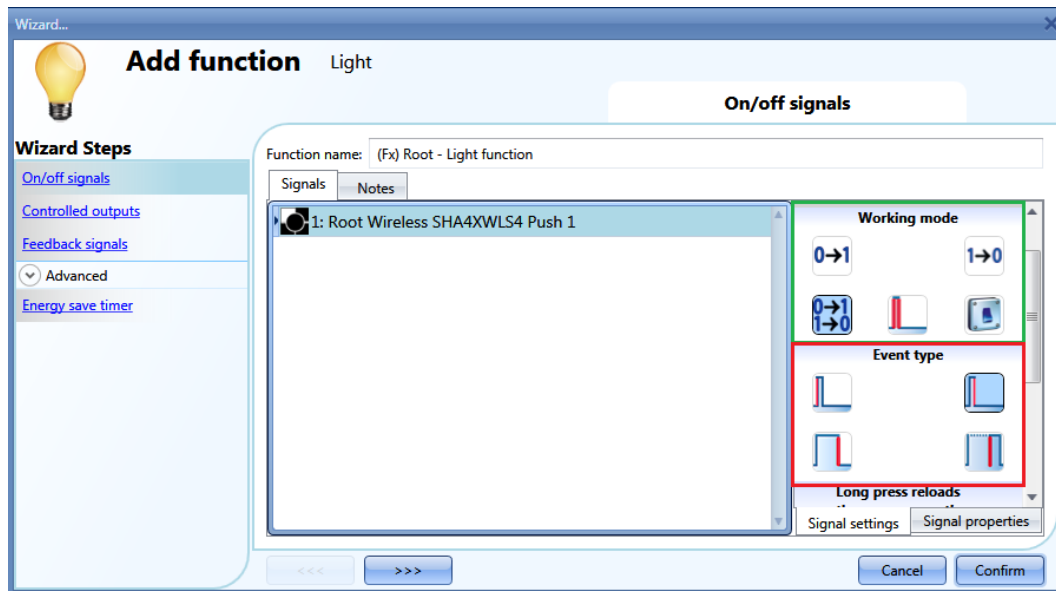 Wizard...
Add function Light
On/off signals
Wizard Steps
On/off signals
Controlled outputs
Feedback signals
Advanced
Energy save timer
Function name: (Fx) Root - Light function
Signals Notes
1: Root Wireless SHA4XWLS4 Push 1
Working mode
0→1 1→0
0→1
1→0
Event type
Long press reloads
Signal settings Signal properties
<<< >>> Cancel Confirm